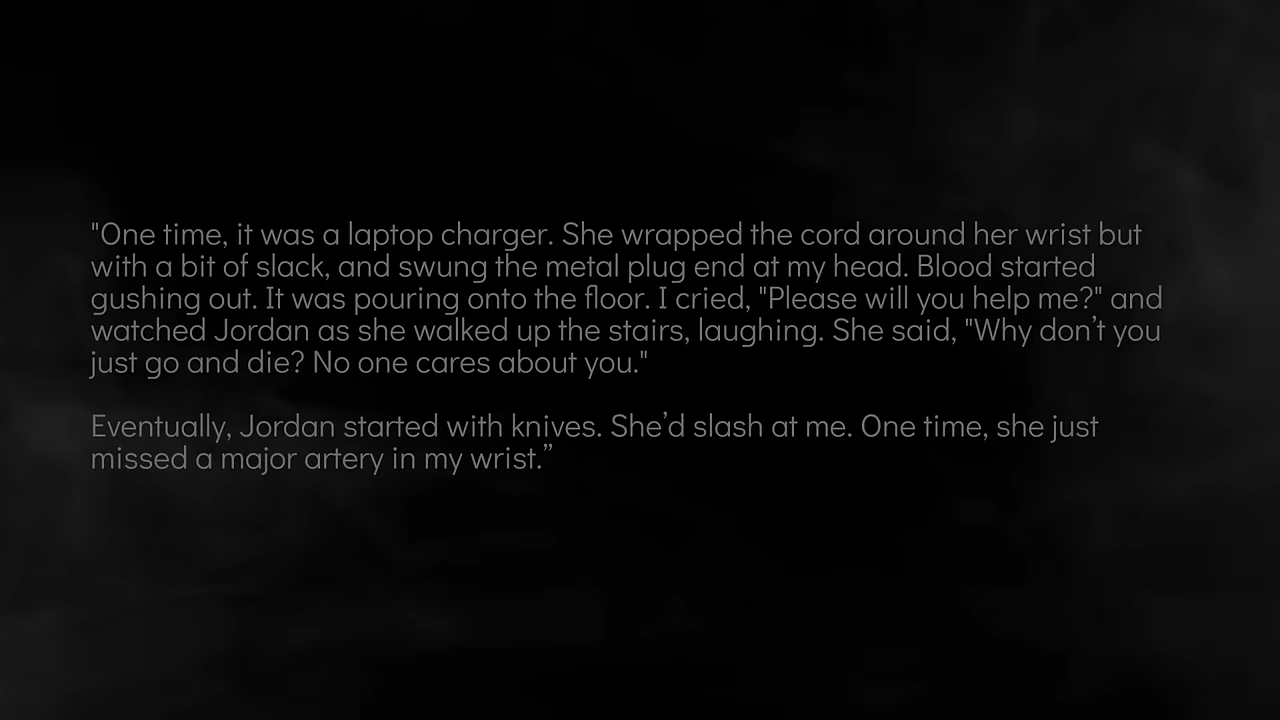 "One time, it was a laptop charger. She wrapped the cord around her wrist but
with a bit of slack, and swung the metal plug end at my head. Blood started
gushing out. It was pouring onto the floor. I cried, "Please will you help me?" and
watched Jordan as she walked up the stairs, laughing. She said, "Why don’t you
just go and die? No one cares about you."
Eventually, Jordan started with knives. She’d slash at me. One time, she just
missed a major artery in my wrist.”